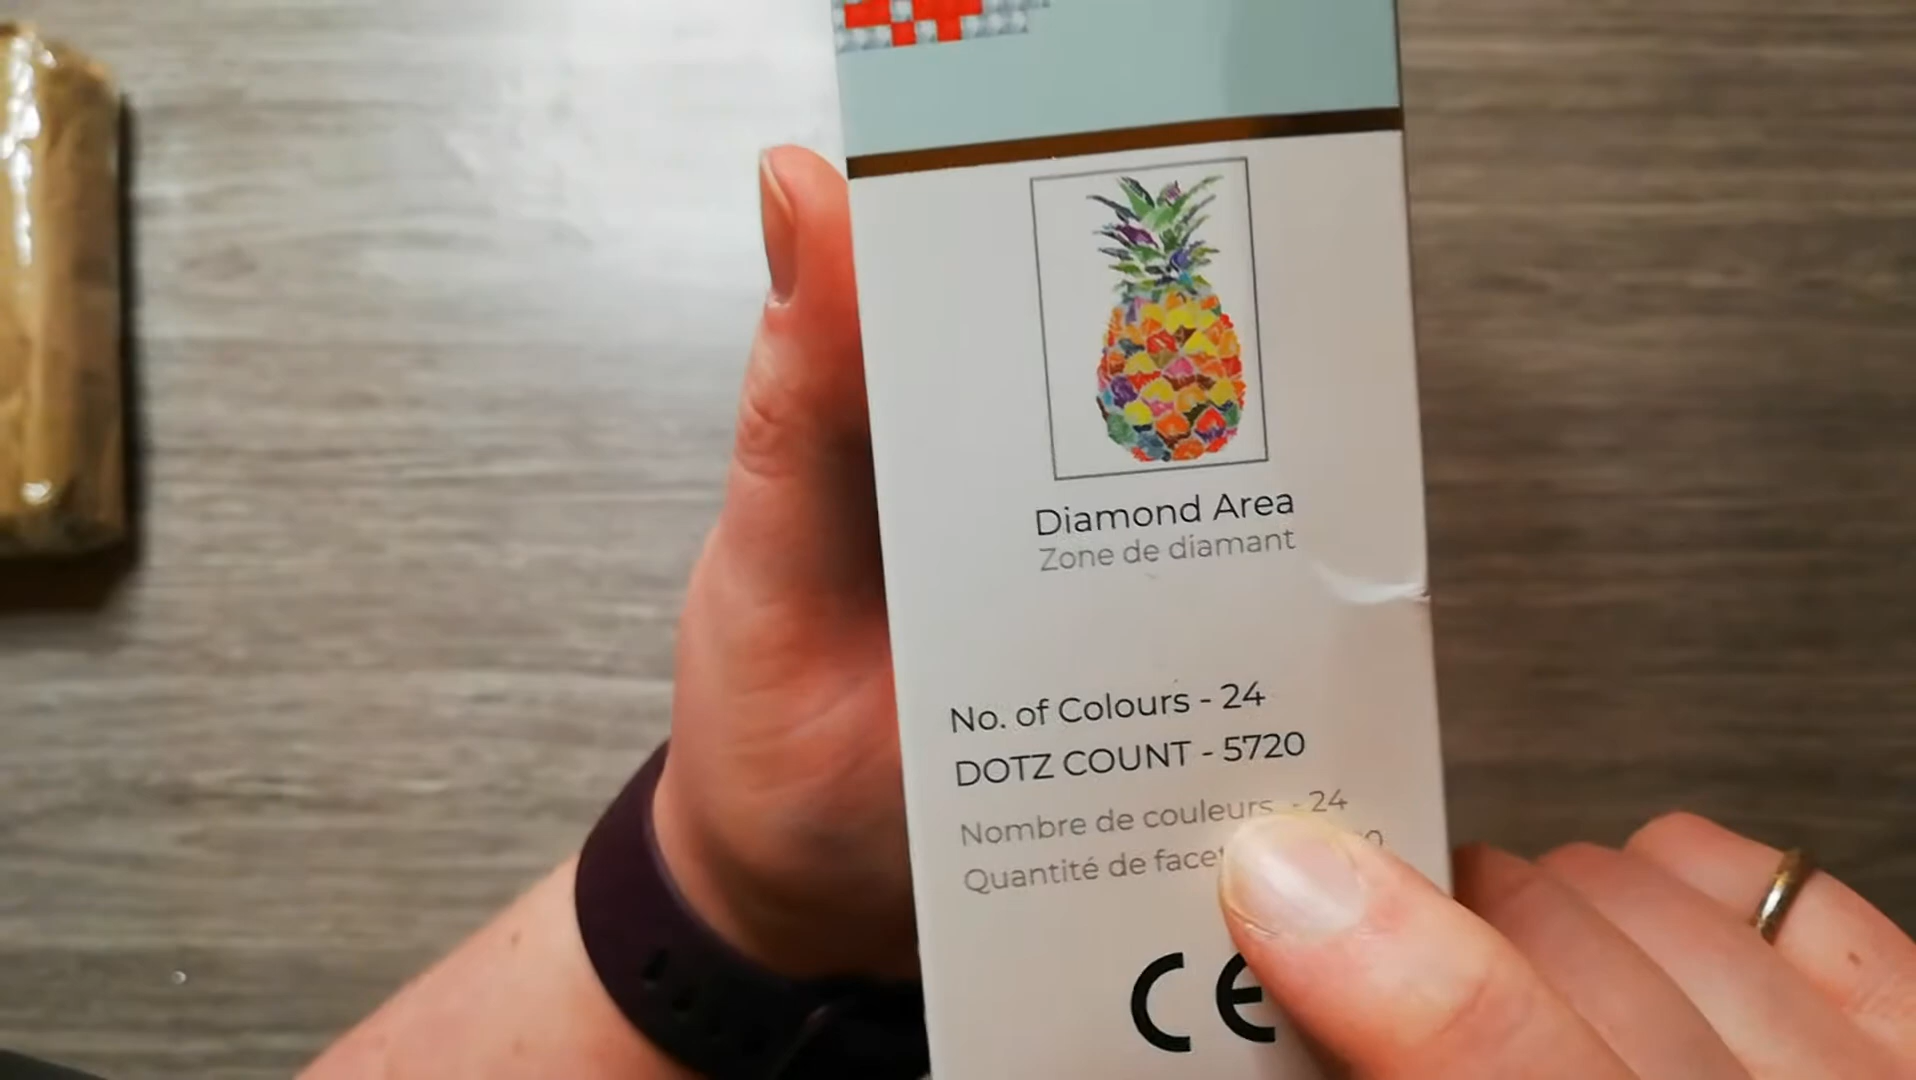 Diamond Area
Zone de diamant
No. of Colours - 24
DOTZ COUNT - 5720
Nombre de couleurs - 24
Quantité de
CE